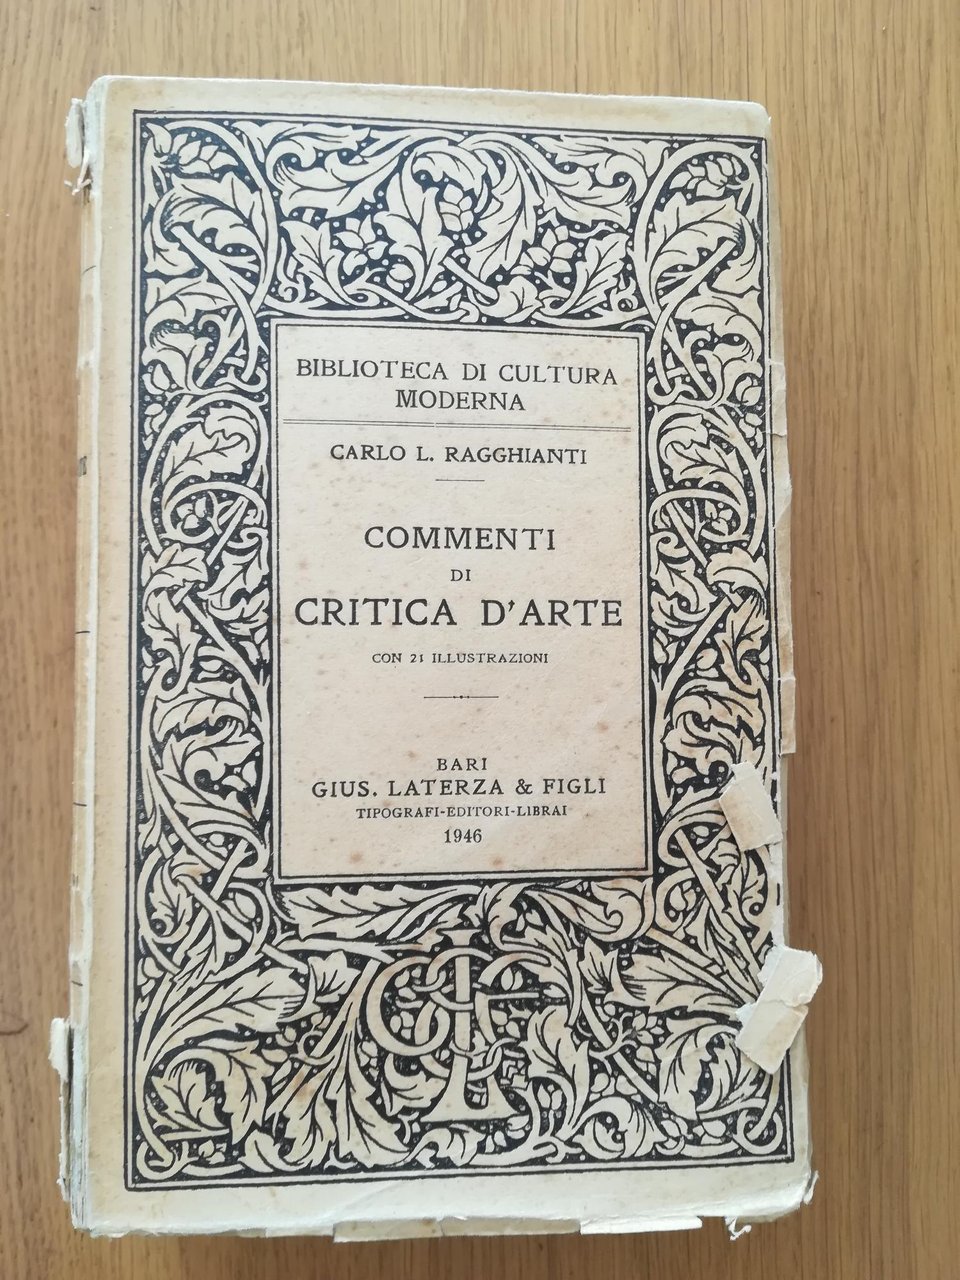 BIBLIOTECA DI CULTURA
MODERNA
CARLO L. RAGGHIANTI
COMMENTI
DI
CRITICA D'ARTE
CON 21 ILLUSTRAZIONI
BARI
GIUS. LATERZA & FIGLI
TIPOGRAFI-EDITORI-LIBRAI
1946